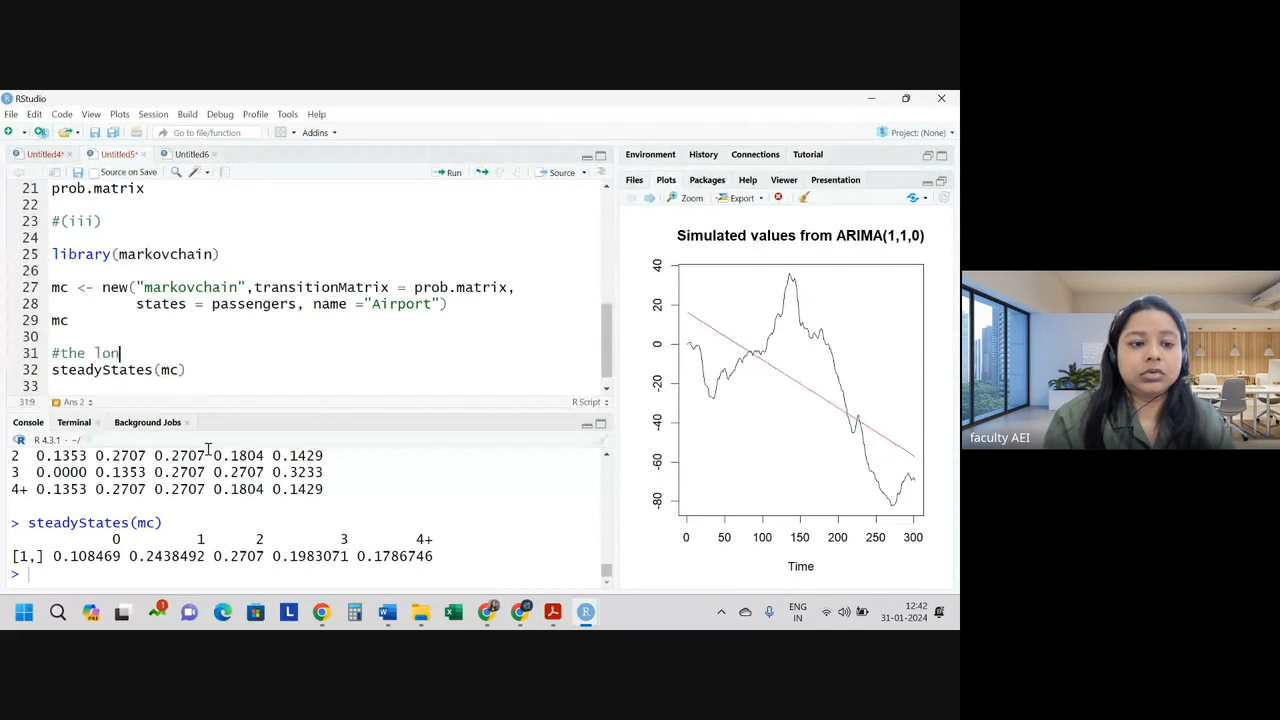 RStudio
File Edit Code View Plots Session Build Debug Profile Tools Help
Go to file/function Addins Project: (None)
Untitled4* Untitled5* Untitled6
Source on Save Run Source
21 prob.matrix
22
23 #(iii)
24
25 library(markovchain)
26
27 mc <- new("markovchain",transitionMatrix = prob.matrix,
28 states = passengers, name ="Airport")
29 mc
30
31 #the lon
32 steadyStates(mc)
33
31:9 Ans 2 R Script
Console Terminal Background Jobs
R 4.3.1 · ~/
2 0.1353 0.2707 0.2707 0.1804 0.1429
3 0.0000 0.1353 0.2707 0.2707 0.3233
4+ 0.1353 0.2707 0.2707 0.1804 0.1429
> steadyStates(mc)
0 1 2 3 4+
[1,] 0.108469 0.2438492 0.2707 0.1983071 0.1786746
>
Environment History Connections Tutorial
Files Plots Packages Help Viewer Presentation
Zoom Export
Simulated values from ARIMA(1,1,0)
40
20
0
-20
-40
-60
-80
0 50 100 150 200 250 300
Time
faculty AEI
1 PRE L W X
ENG
IN
12:42
31-01-2024